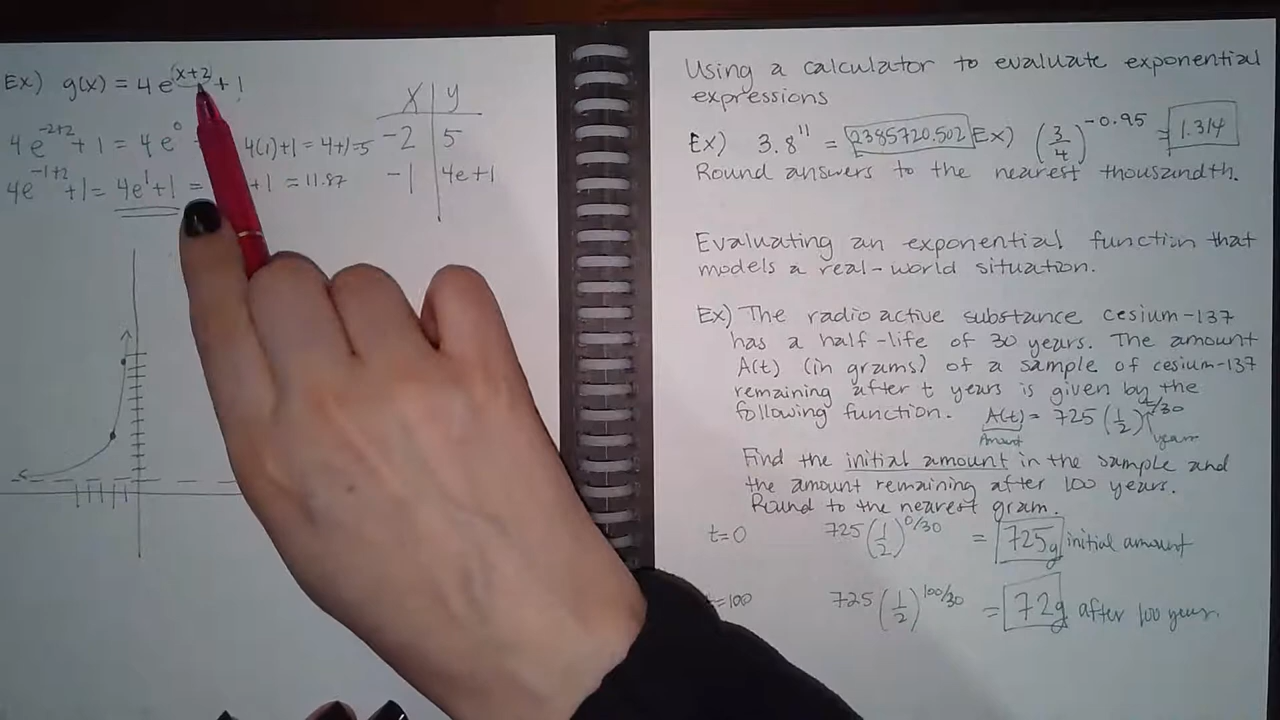 Ex) g(x) = 4e^(x+2) + 1
4e^-2+2 + 1 = 4e^0 4(1)+1 = 4+1=5
4e^-1+2 +1 = 4e^1+1 = +1 = 11.87
x y
-2 5
-1 4e+1
Using a calculator to evaluate exponential
expressions
Ex) 3.8^11 = 2385720.502 Ex) (3/4)^-0.95 = 1.314
Round answers to the nearest thousandth.
Evaluating an exponential function that
models a real-world situation.
Ex) The radioactive substance cesium-137
has a half-life of 30 years. The amount
A(t) (in grams) of a sample of cesium-137
remaining after t years is given by the
following function. A(t) = 725 (1/2)^t/30
Amount years
Find the initial amount in the sample and
the amount remaining after 100 years.
Round to the nearest gram.
t=0 725(1/2)^0/30 = 725g initial amount
=100 725(1/2)^100/30 = 72g after 100 years.